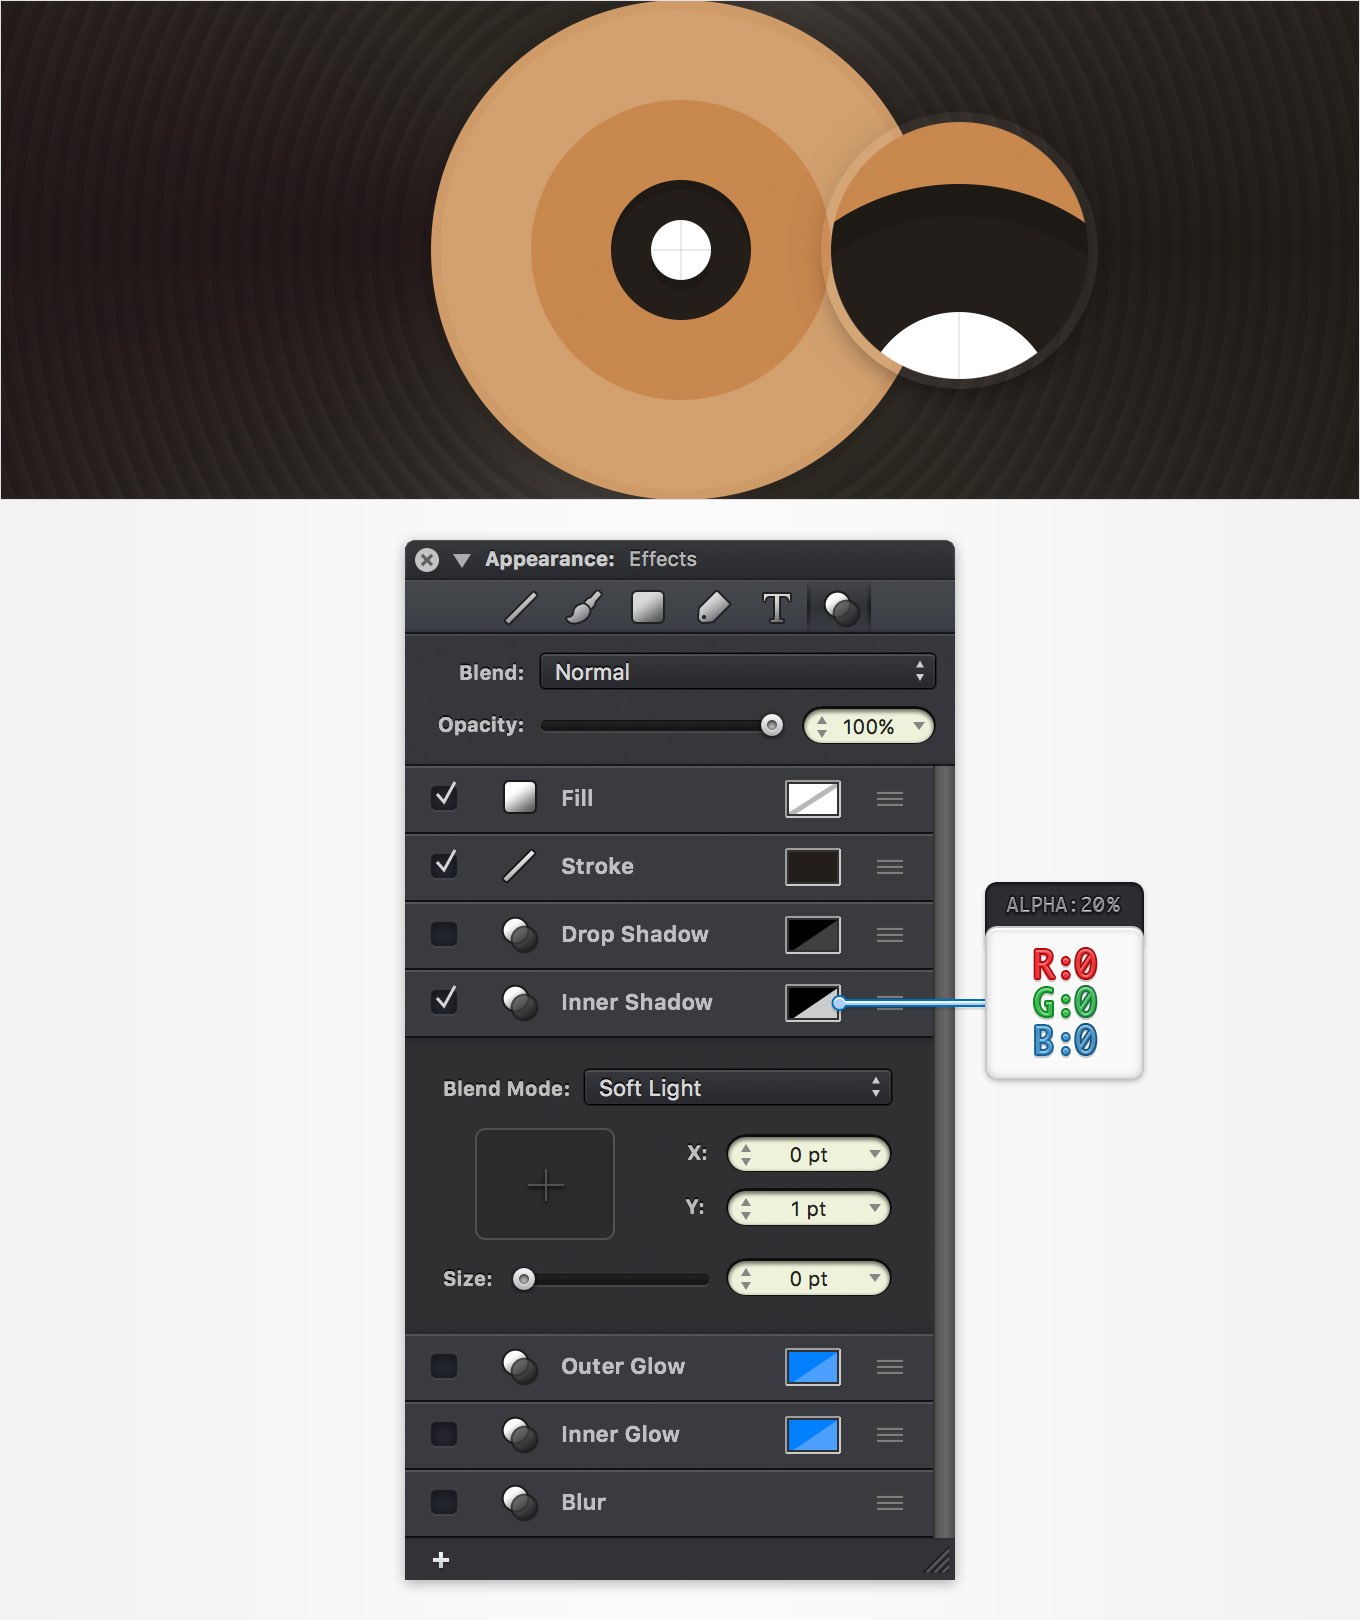 Appearance: Effects
T
Blend: Normal
Opacity: 100%
Fill
Stroke
Drop Shadow
Inner Shadow
ALPHA:20%
R:0
G:0
B:0
Blend Mode: Soft Light
X: 0 pt
Y: 1 pt
Size: 0 pt
Outer Glow
Inner Glow
Blur